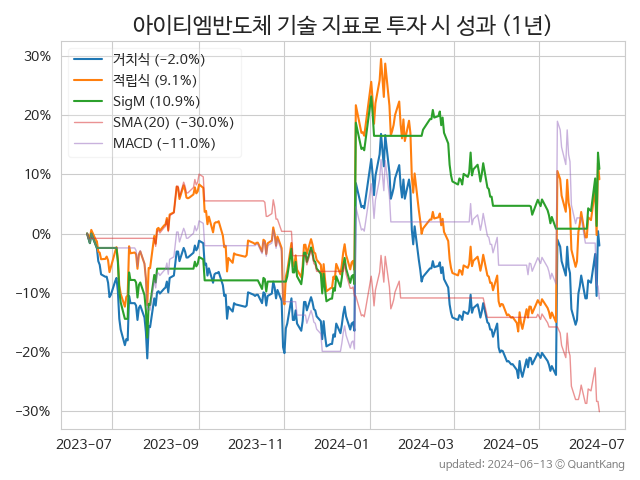 아이티엠반도체 기술 지표로 투자 시 성과 (1년)
30%
20%
10%
0%
−10%
−20%
−30%
거치식 (−2.0%)
적립식 (9.1%)
SigM (10.9%)
SMA(20) (−30.0%)
MACD (−11.0%)
2023-07 2023-09 2023-11 2024-01 2024-03 2024-05 2024-07
updated: 2024-06-13 ⓒ QuantKang